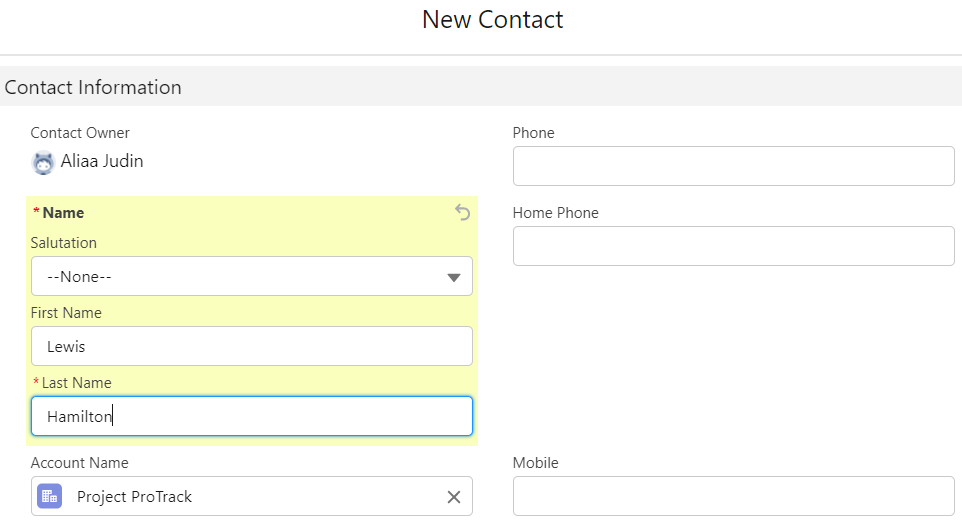 New Contact
Contact Information
Contact Owner
Aliaa Judin
Phone
* Name
Home Phone
Salutation
--None--
First Name
Lewis
* Last Name
Hamilton
Account Name
Mobile
Project ProTrack